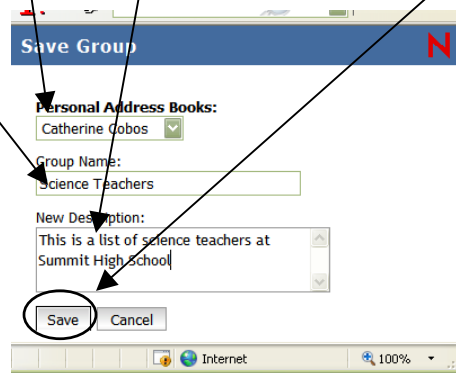 Save Group
N
Personal Address Books:
Catherine Cobos
Group Name:
Science Teachers
New Description:
This is a list of science teachers at
Summit High School
Save Cancel
Internet 100%